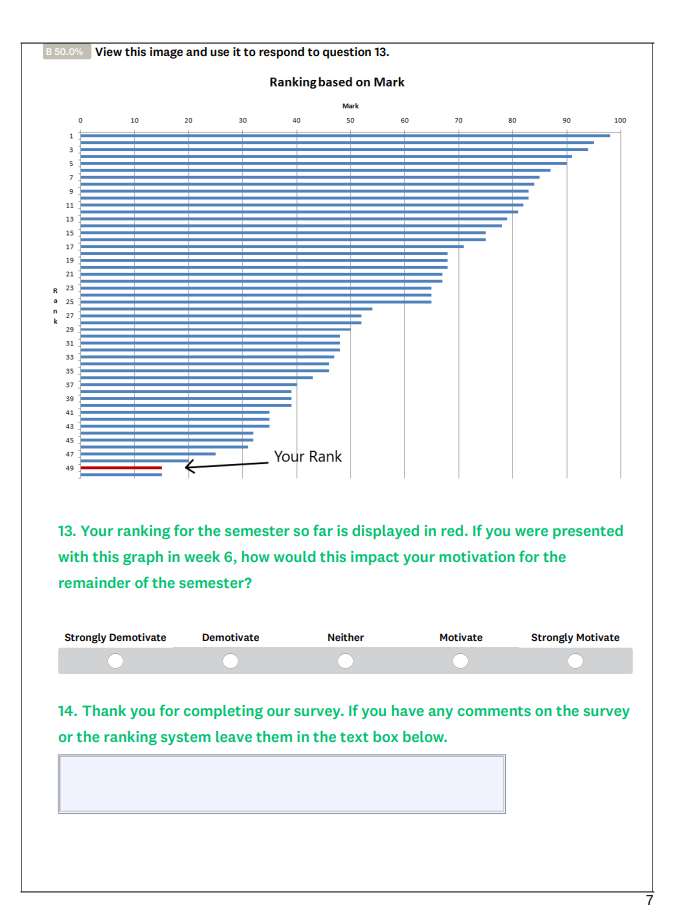 B 50.0% View this image and use it to respond to question 13.
Ranking based on Mark
Mark
0 10 20 30 40 50 60 70 80 90 100
1
3
5
7
9
11
13
15
17
19
21
23
25
27
29
31
33
35
37
39
41
43
45
47
49
Rank
Your Rank
13. Your ranking for the semester so far is displayed in red. If you were presented
with this graph in week 6, how would this impact your motivation for the
remainder of the semester?
Strongly Demotivate Demotivate Neither Motivate Strongly Motivate
14. Thank you for completing our survey. If you have any comments on the survey
or the ranking system leave them in the text box below.
7